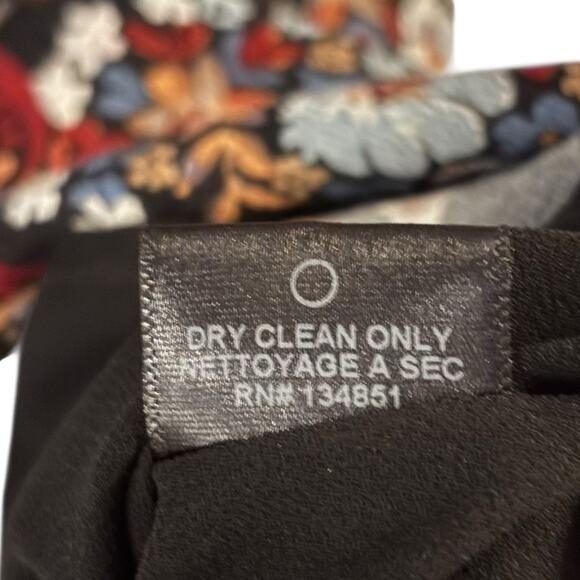 DRY CLEAN ONLY
NETTOYAGE A SEC
RN# 134851